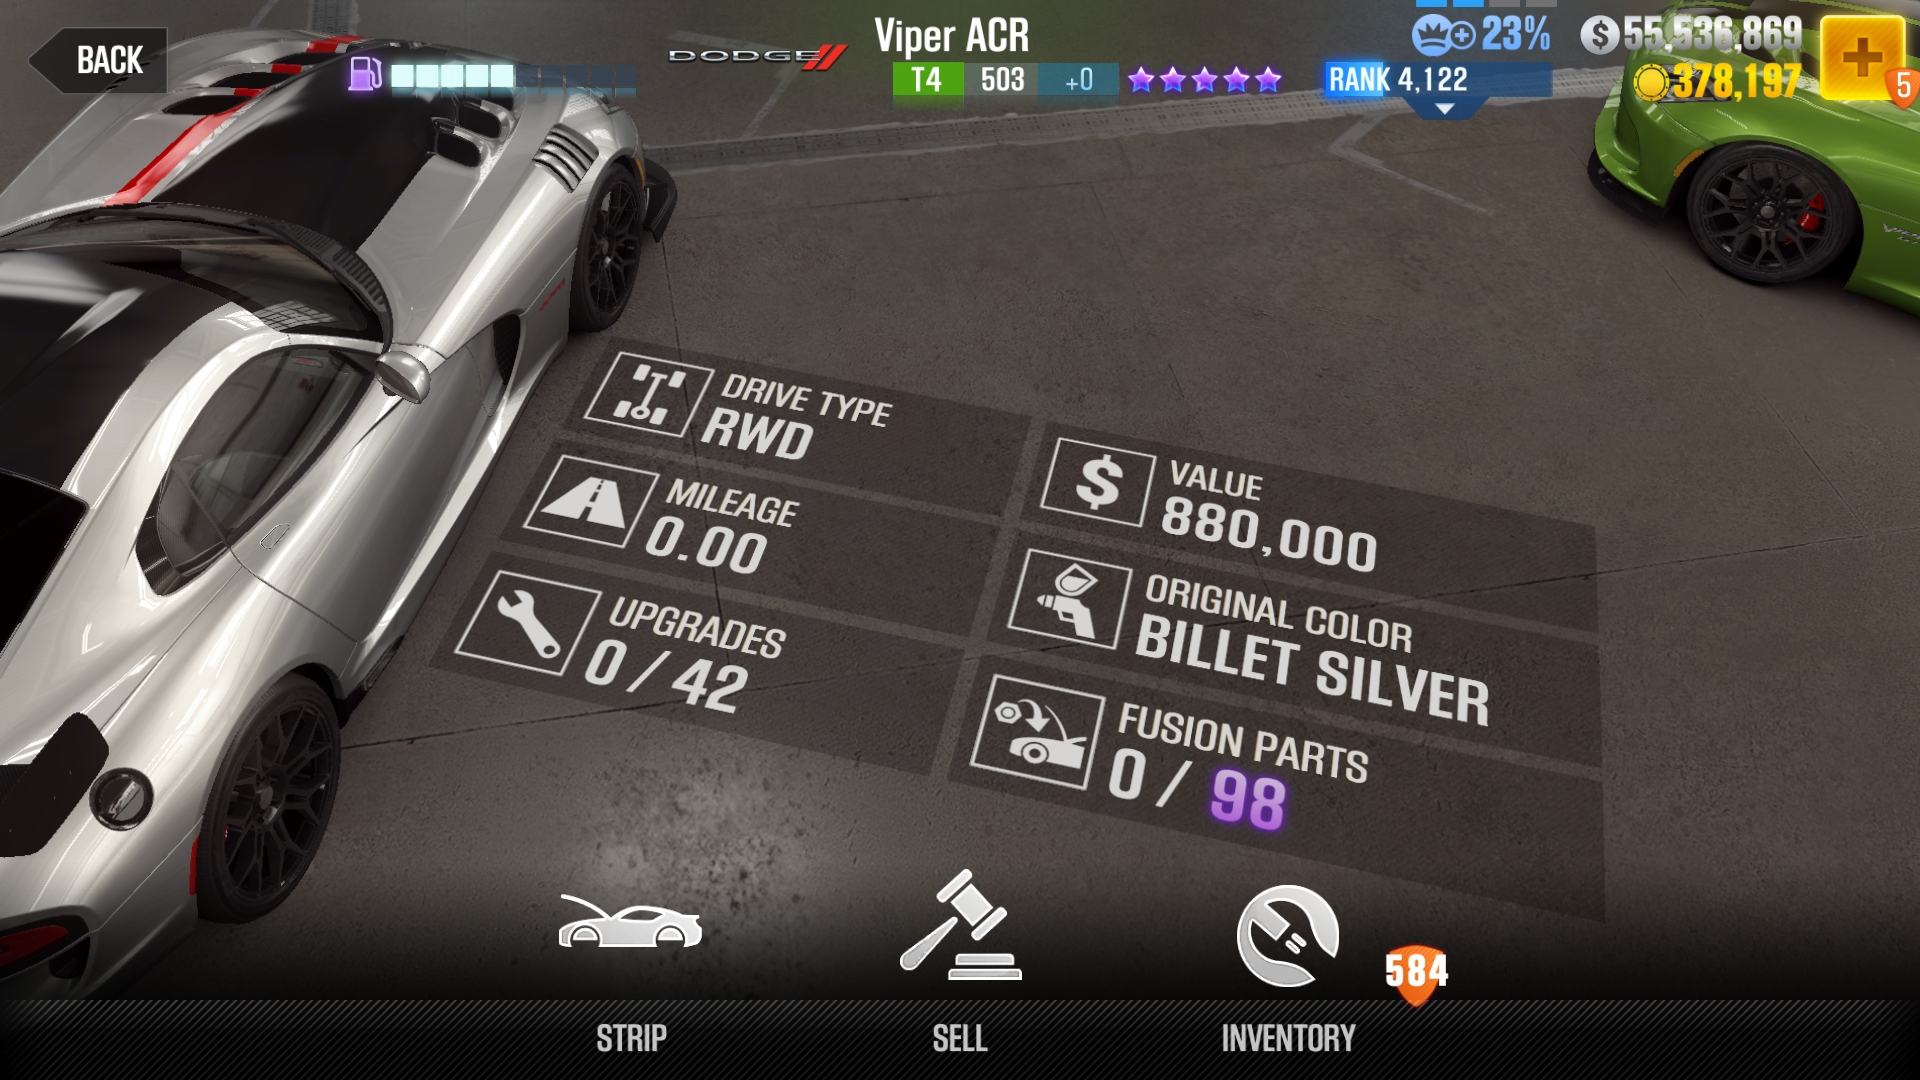 BACK
DODGE
Viper ACR
T4 503 +0
RANK 4,122
23%
55,536,869
378,197
5
DRIVE TYPE
RWD
MILEAGE
0.00
UPGRADES
0/42
VALUE
880,000
ORIGINAL COLOR
BILLET SILVER
FUSION PARTS
0/ 98
584
STRIP
SELL
INVENTORY